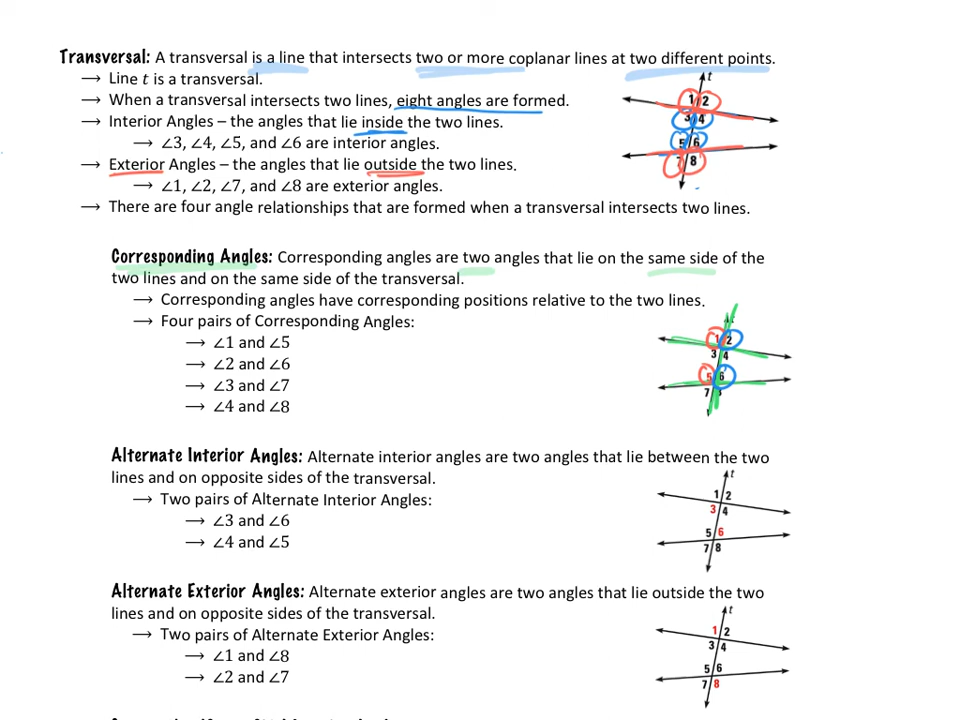 Transversal: A transversal is a line that intersects two or more coplanar lines at two different points.
→ Line t is a transversal.
→ When a transversal intersects two lines, eight angles are formed.
→ Interior Angles – the angles that lie inside the two lines.
→ ∠3, ∠4, ∠5, and ∠6 are interior angles.
→ Exterior Angles – the angles that lie outside the two lines.
→ ∠1, ∠2, ∠7, and ∠8 are exterior angles.
→ There are four angle relationships that are formed when a transversal intersects two lines.
t
1 2
3 4
5 6
7 8
Corresponding Angles: Corresponding angles are two angles that lie on the same side of the
two lines and on the same side of the transversal.
→ Corresponding angles have corresponding positions relative to the two lines.
→ Four pairs of Corresponding Angles:
→ ∠1 and ∠5
→ ∠2 and ∠6
→ ∠3 and ∠7
→ ∠4 and ∠8
1 2
3 4
5 6
7
Alternate Interior Angles: Alternate interior angles are two angles that lie between the two
lines and on opposite sides of the transversal.
→ Two pairs of Alternate Interior Angles:
→ ∠3 and ∠6
→ ∠4 and ∠5
t
1 2
3 4
5 6
7 8
Alternate Exterior Angles: Alternate exterior angles are two angles that lie outside the two
lines and on opposite sides of the transversal.
→ Two pairs of Alternate Exterior Angles:
→ ∠1 and ∠8
→ ∠2 and ∠7
t
1 2
3 4
5 6
7 8